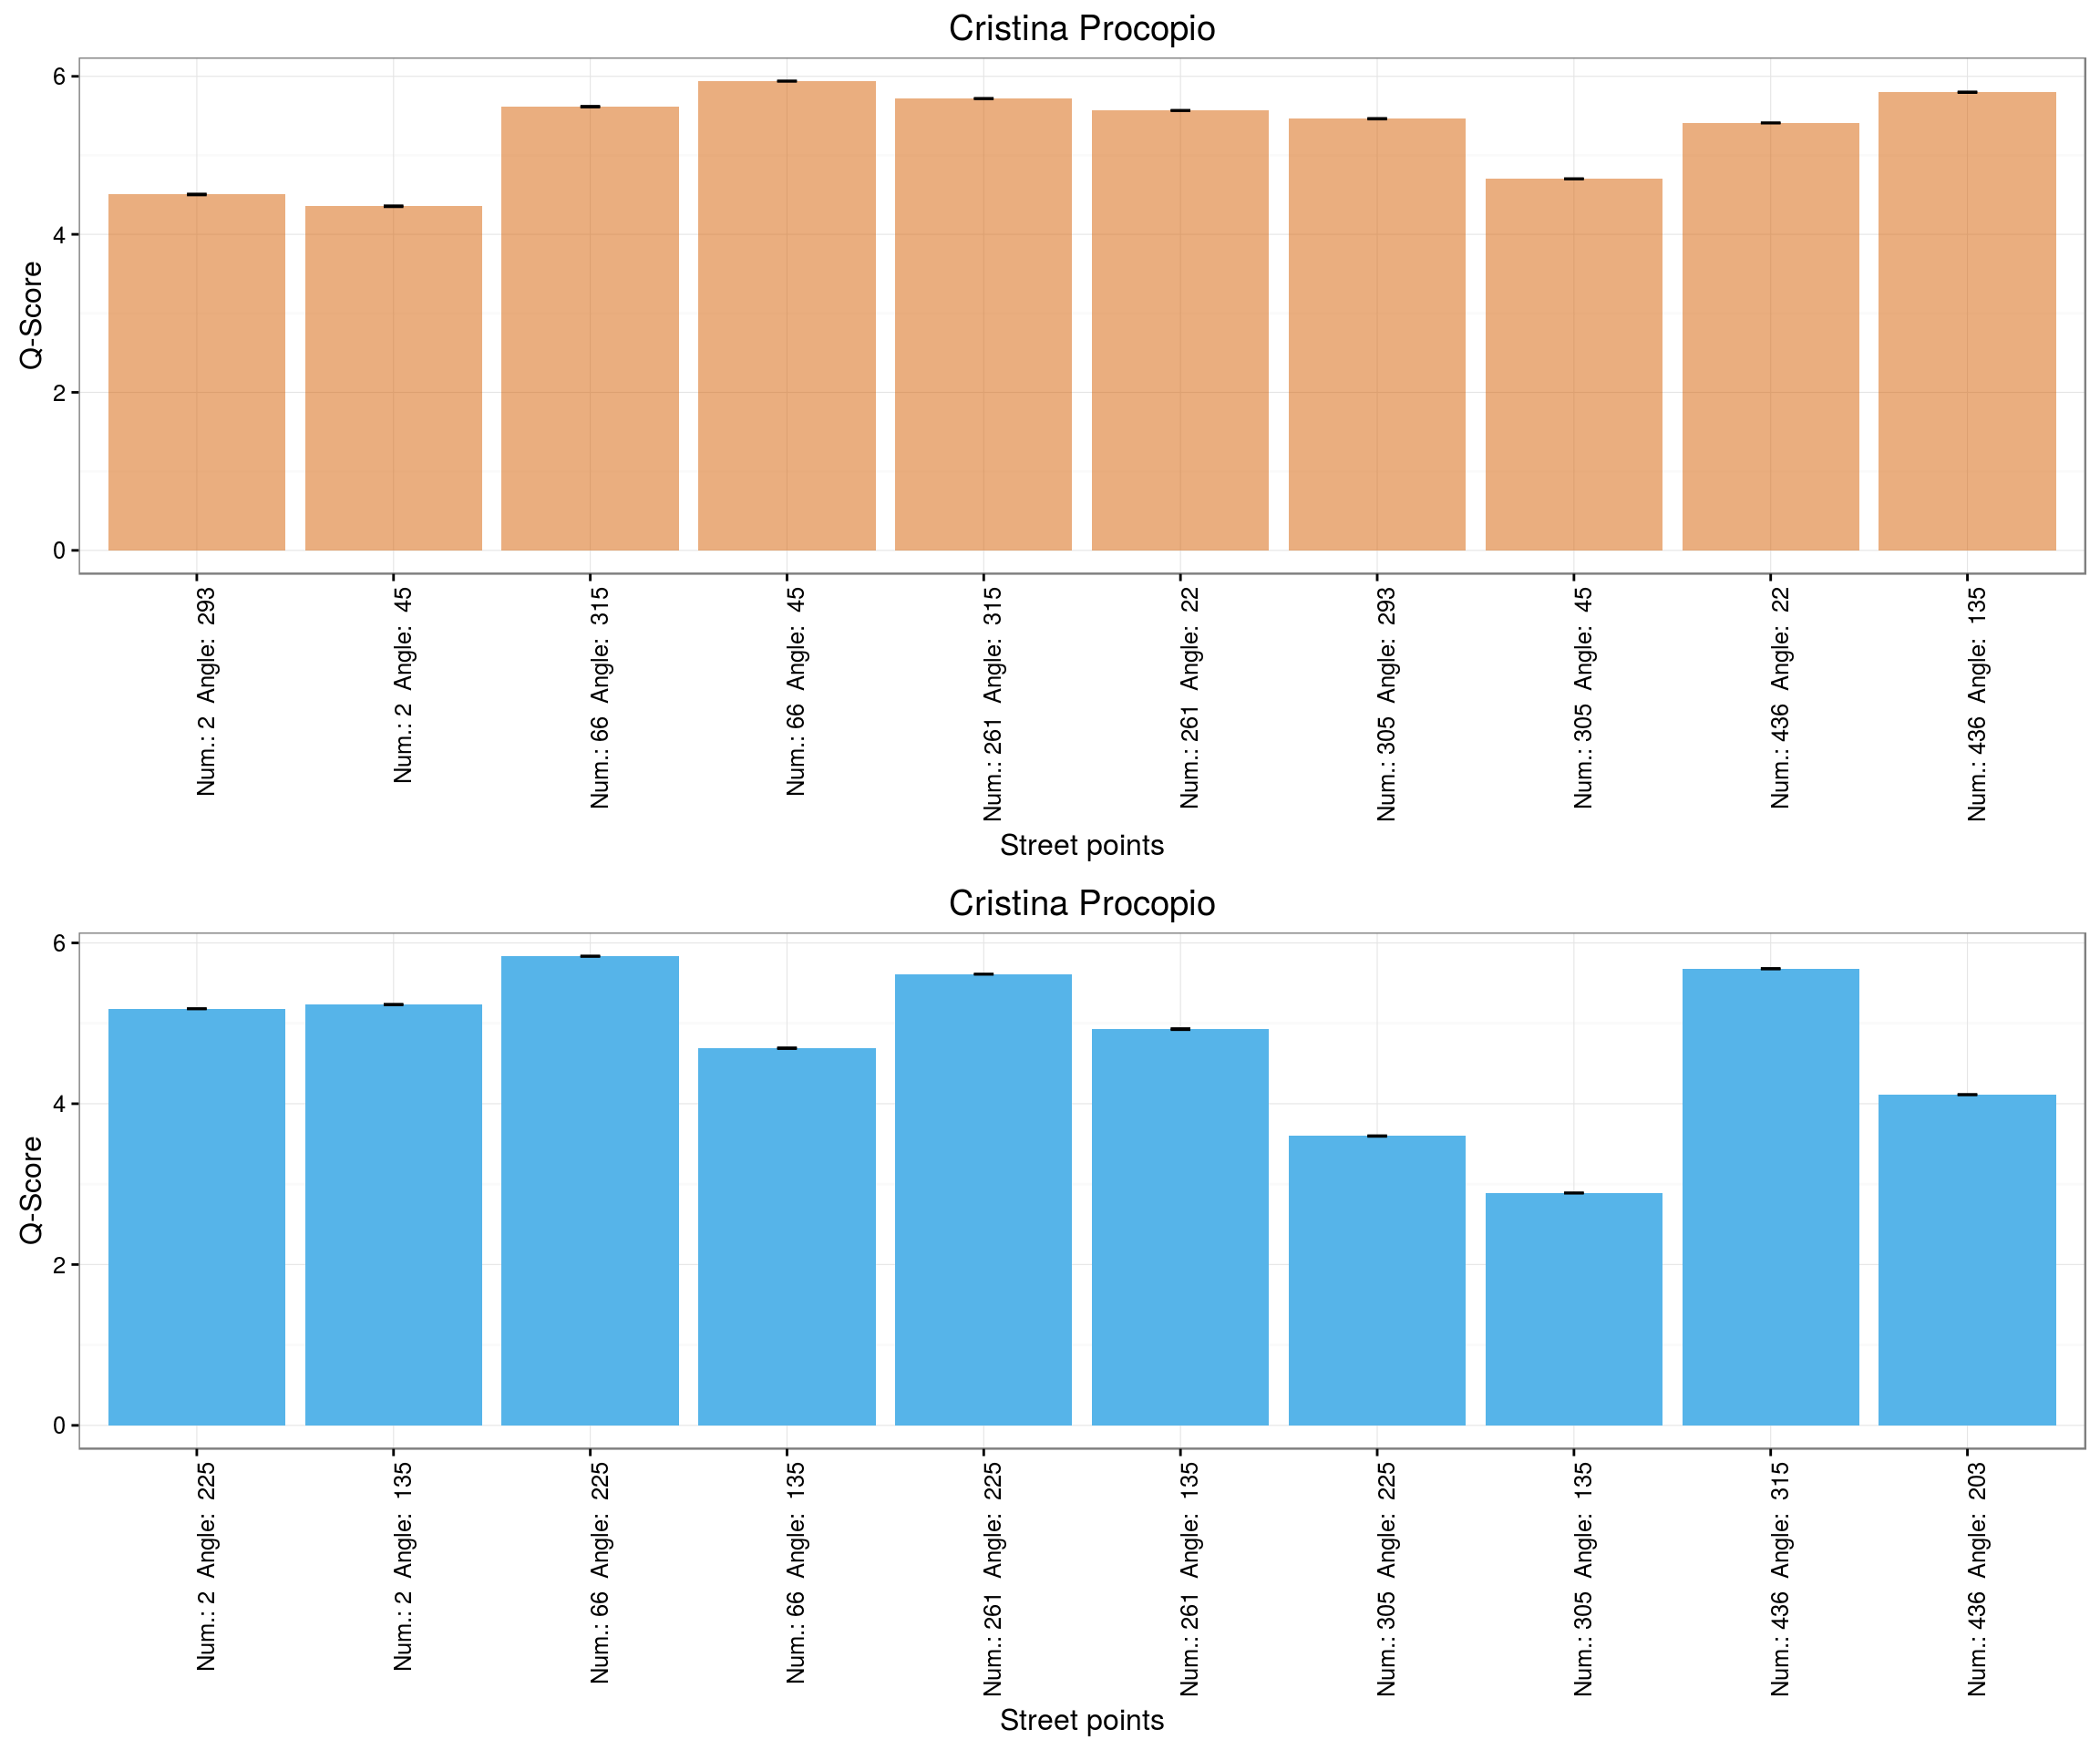 Cristina Procopio
Q-Score
6
4
2
0
Num.: 2 Angle: 293
Num.: 2 Angle: 45
Num.: 66 Angle: 315
Num.: 66 Angle: 45
Num.: 261 Angle: 315
Num.: 261 Angle: 22
Num.: 305 Angle: 293
Num.: 305 Angle: 45
Num.: 436 Angle: 22
Num.: 436 Angle: 135
Street points
Cristina Procopio
Q-Score
6
4
2
0
Num.: 2 Angle: 225
Num.: 2 Angle: 135
Num.: 66 Angle: 225
Num.: 66 Angle: 135
Num.: 261 Angle: 225
Num.: 261 Angle: 135
Num.: 305 Angle: 225
Num.: 305 Angle: 135
Num.: 436 Angle: 315
Num.: 436 Angle: 203
Street points